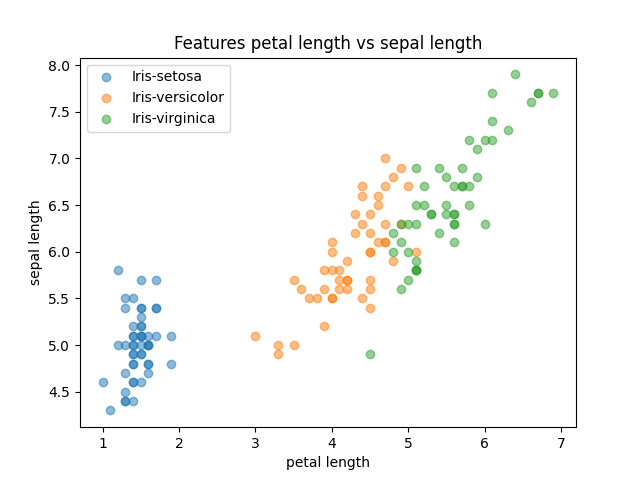 Features petal length vs sepal length
8.0
7.5
7.0
6.5
6.0
5.5
5.0
4.5
sepal length
Iris-setosa
Iris-versicolor
Iris-virginica
1 2 3 4 5 6 7
petal length